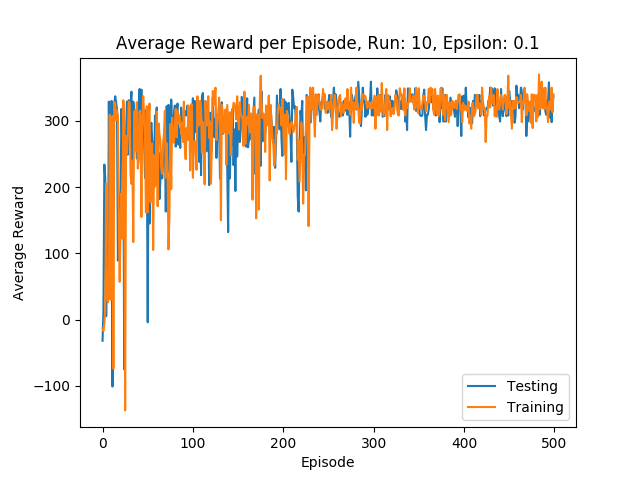 Average Reward per Episode, Run: 10, Epsilon: 0.1
Average Reward
300
200
100
0
−100
0
100
200
300
400
500
Episode
Testing
Training